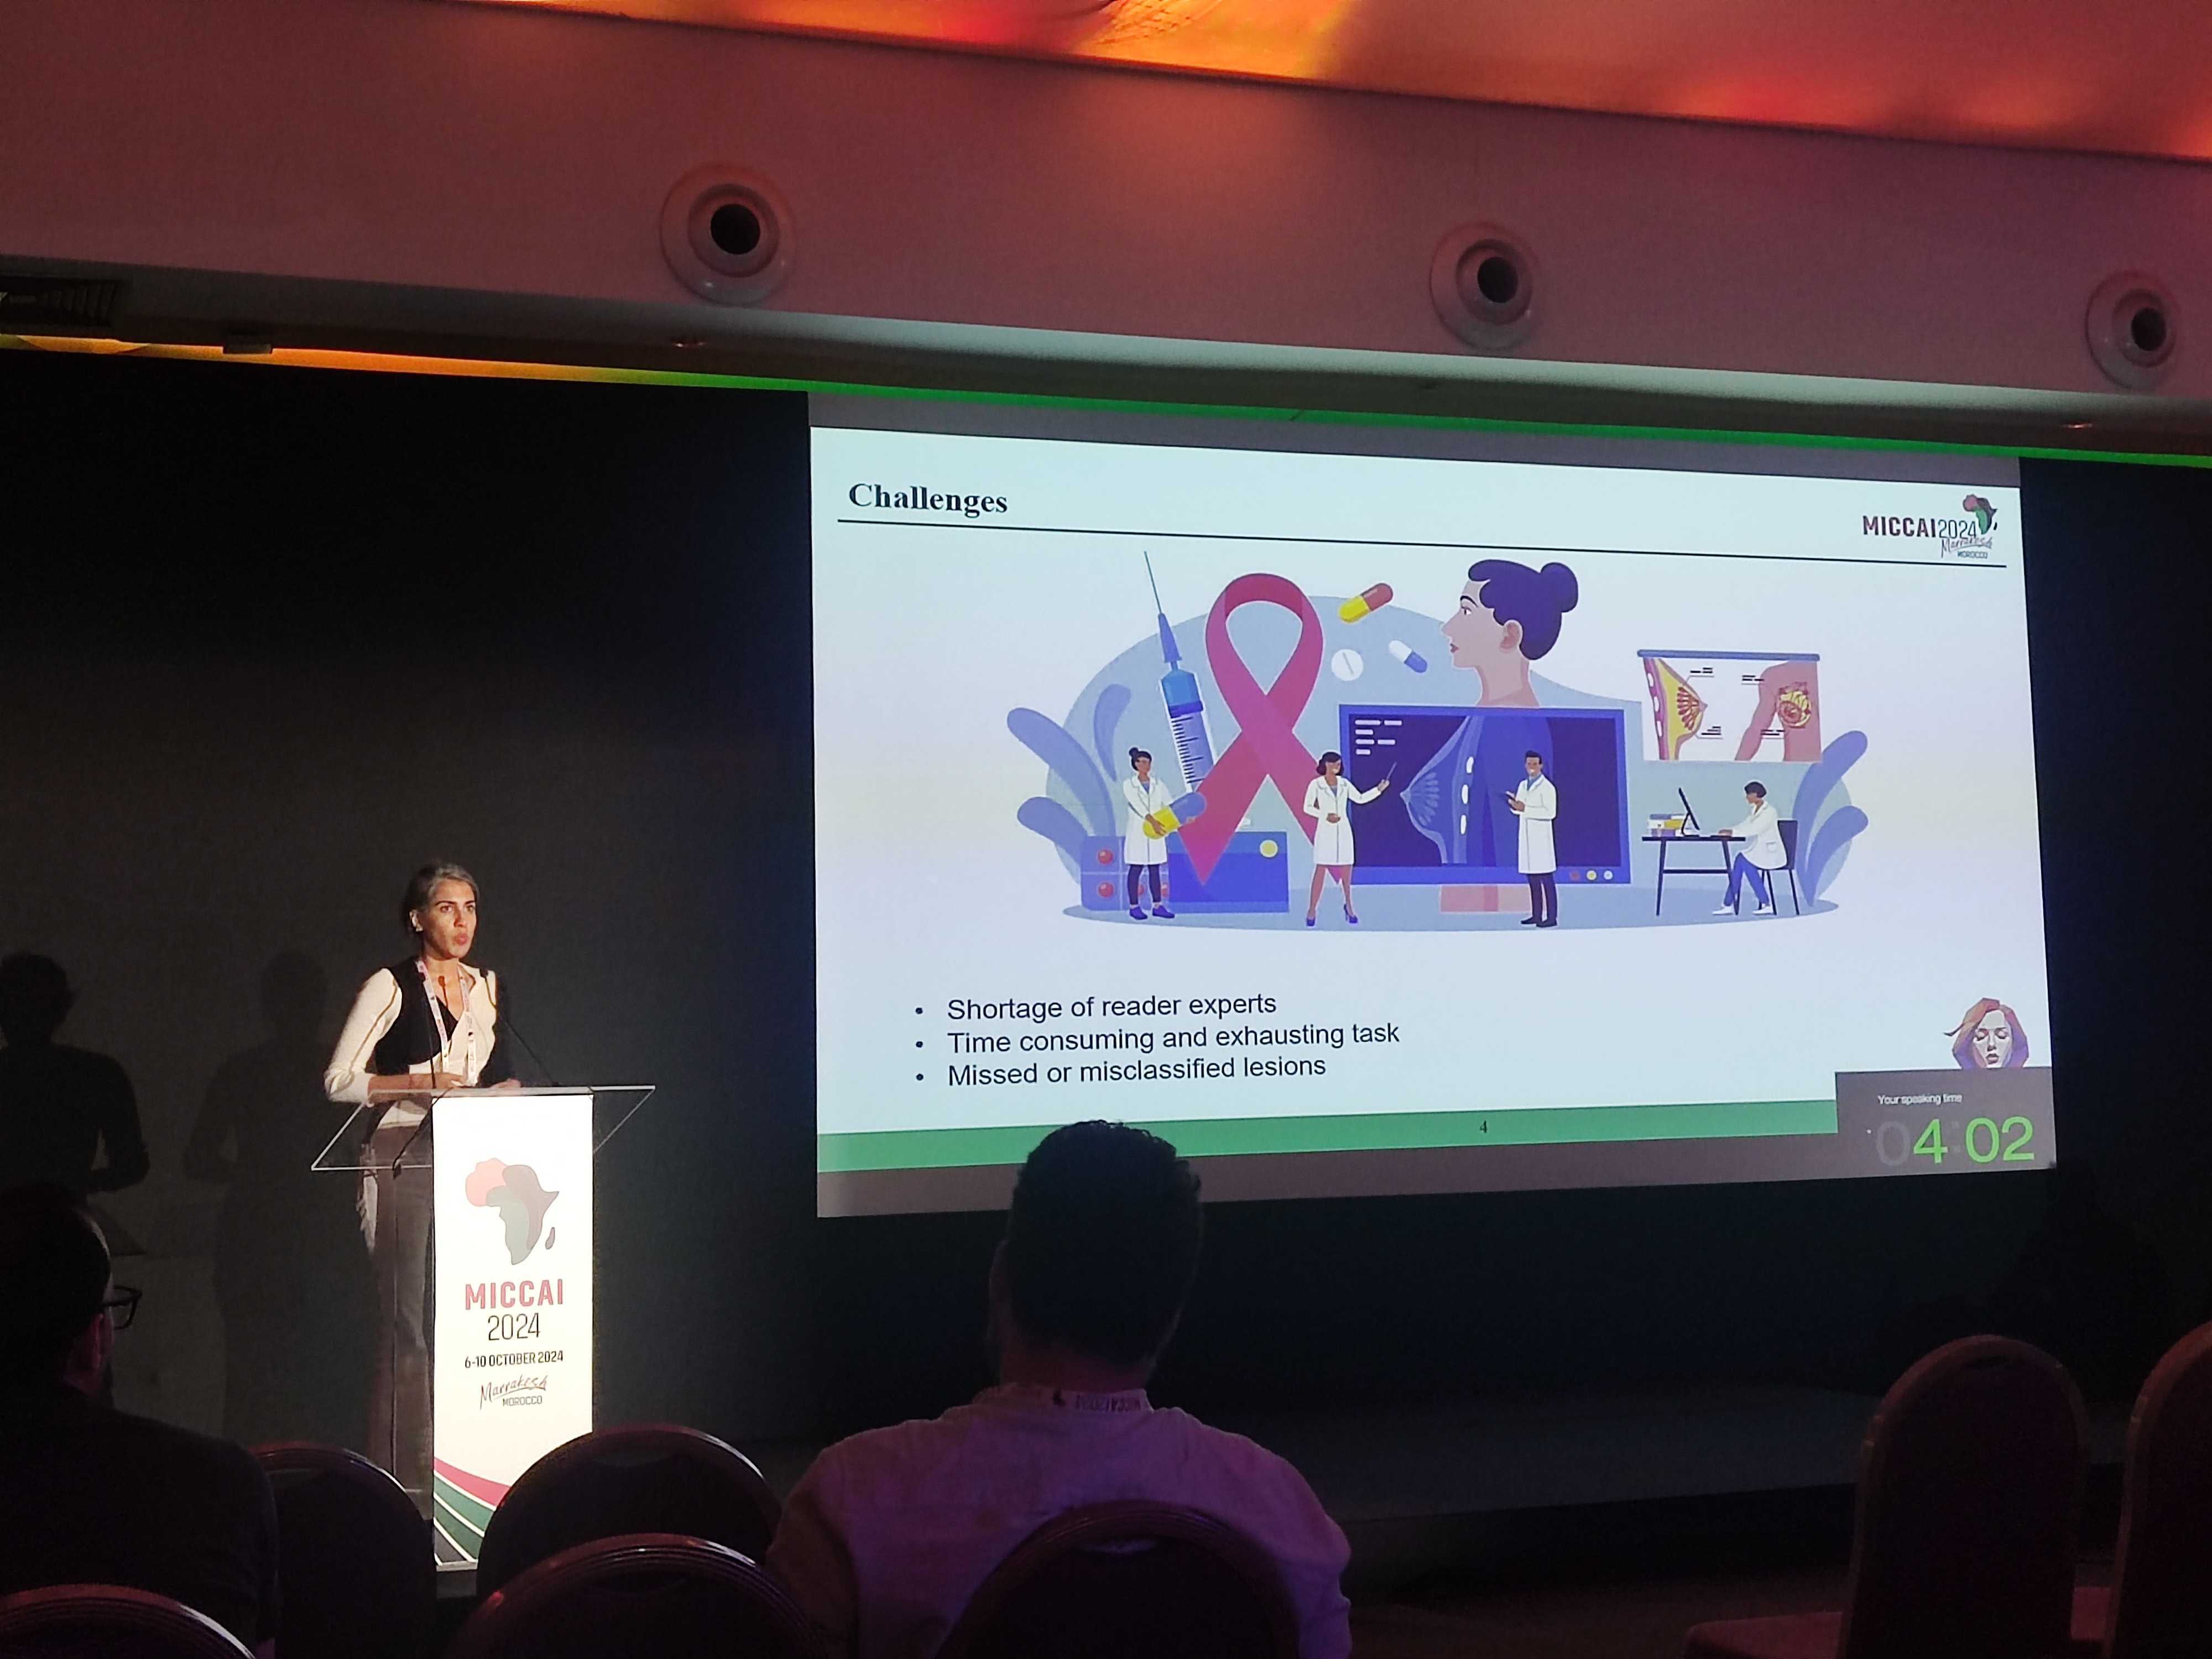 Challenges
MICCAI2024
Marrakesh
MOROCCO
• Shortage of reader experts
• Time consuming and exhausting task
• Missed or misclassified lesions
4
Your speaking time
04:02
MICCAI
2024
6-10 OCTOBER 2024
Marrakesh
MOROCCO